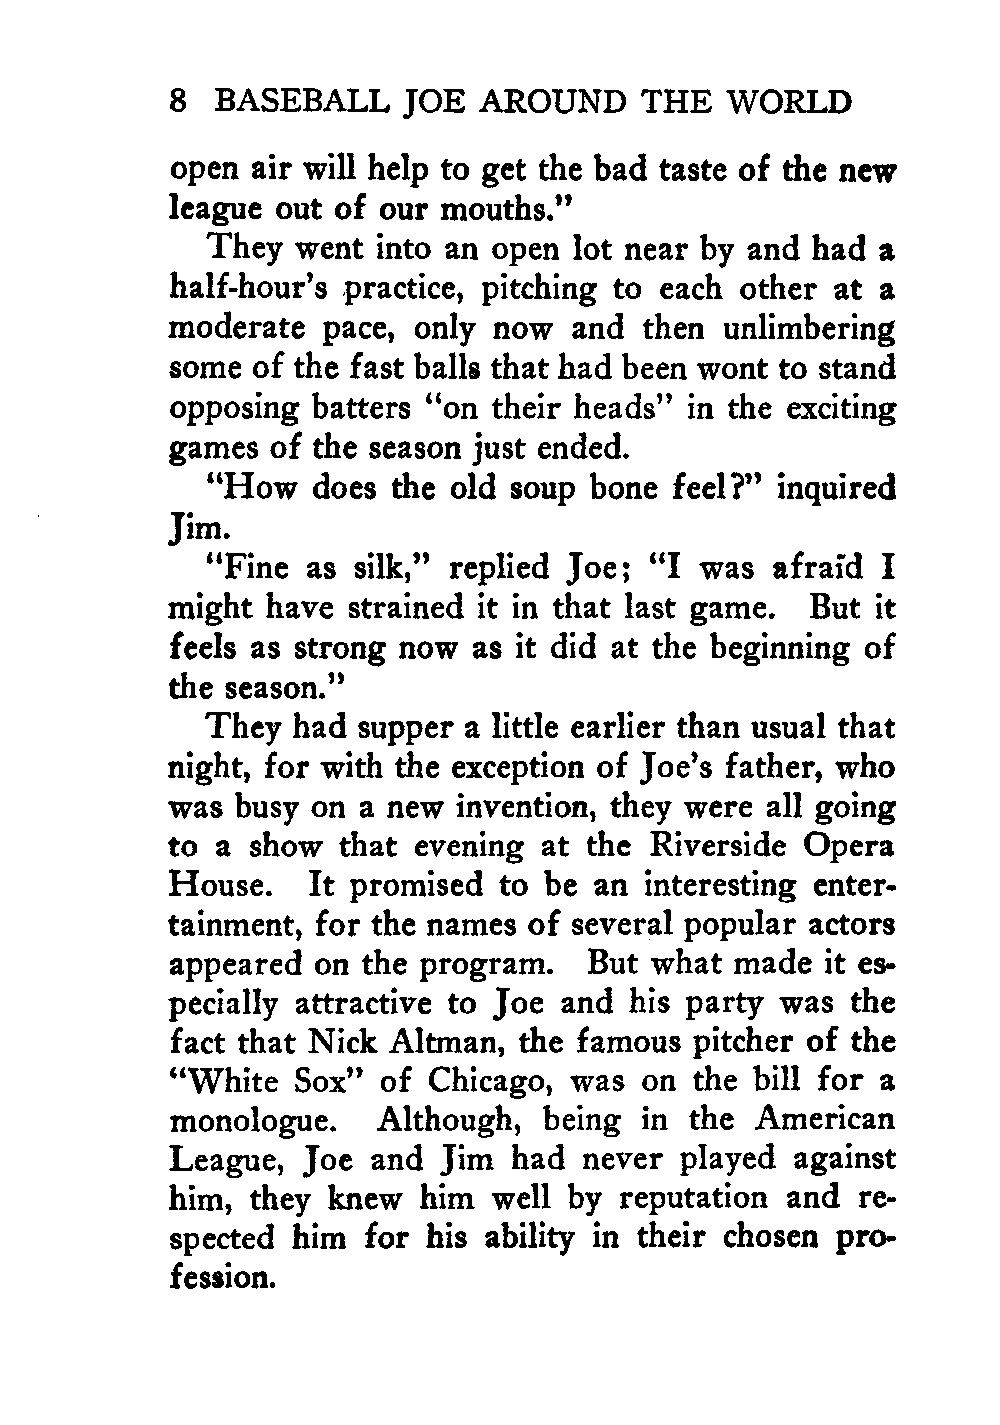 8 BASEBALL JOE AROUND THE WORLD
open air will help to get the bad taste of the new
league out of our mouths.”
They went into an open lot near by and had a
half-hour’s practice, pitching to each other at a
moderate pace, only now and then unlimbering
some of the fast balls that had been wont to stand
opposing batters “on their heads” in the exciting
games of the season just ended.
“How does the old soup bone feel?” inquired
Jim.
“Fine as silk,” replied Joe; “I was afraid I
might have strained it in that last game. But it
feels as strong now as it did at the beginning of
the season.”
They had supper a little earlier than usual that
night, for with the exception of Joe’s father, who
was busy on a new invention, they were all going
to a show that evening at the Riverside Opera
House. It promised to be an interesting enter-
tainment, for the names of several popular actors
appeared on the program. But what made it es-
pecially attractive to Joe and his party was the
fact that Nick Altman, the famous pitcher of the
“White Sox” of Chicago, was on the bill for a
monologue. Although, being in the American
League, Joe and Jim had never played against
him, they knew him well by reputation and re-
spected him for his ability in their chosen pro-
fession.